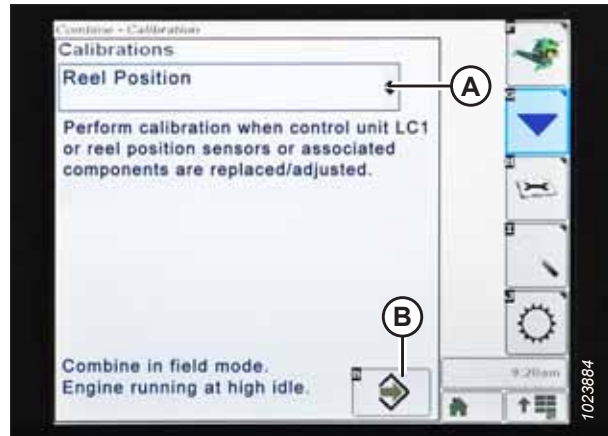 Combine - Calibration
Calibrations
Reel Position
A
Perform calibration when control unit LC1
or reel position sensors or associated
components are replaced/adjusted.
B
Combine in field mode.
Engine running at high idle.
9:20am
1023884